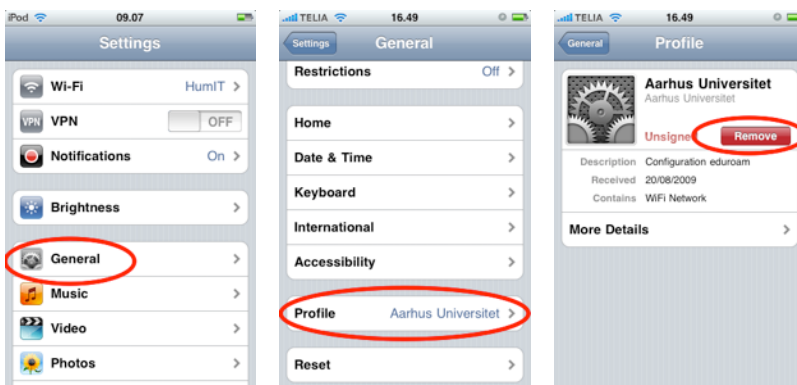 iPod 09.07
Settings
Wi-Fi HumIT
VPN VPN OFF
Notifications On
Brightness
General
Music
Video
Photos
TELIA 16.49
Settings General
Restrictions Off
Home
Date & Time
Keyboard
International
Accessibility
Profile Aarhus Universitet
Reset
TELIA 16.49
General Profile
Aarhus Universitet
Aarhus Universitet
Unsigne Remove
Description Configuration eduroam
Received 20/08/2009
Contains WiFi Network
More Details